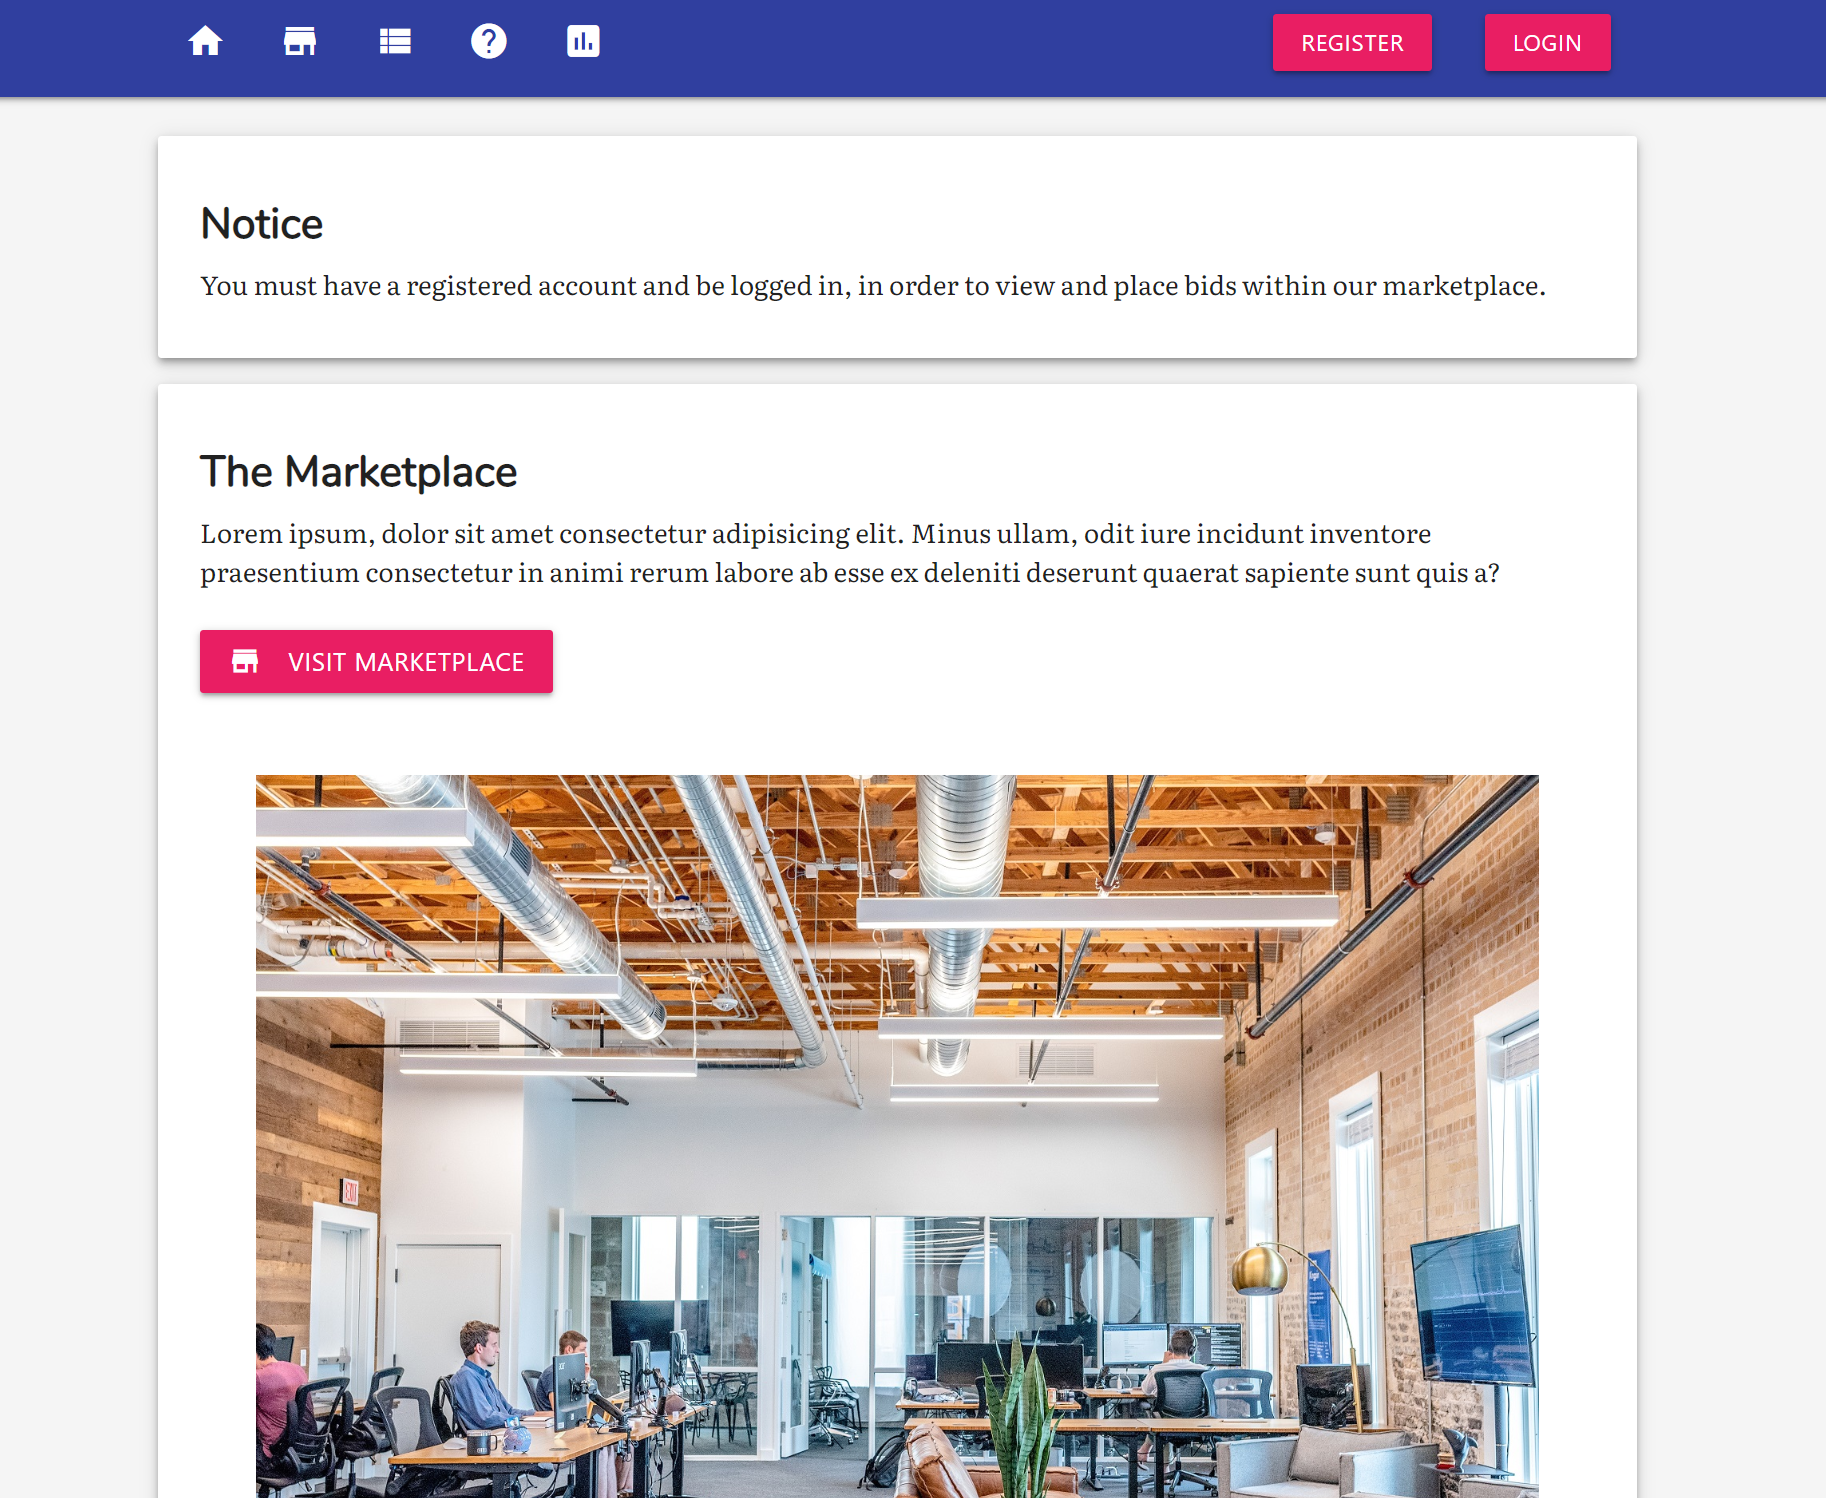 REGISTER
LOGIN
Notice
You must have a registered account and be logged in, in order to view and place bids within our marketplace.
The Marketplace
Lorem ipsum, dolor sit amet consectetur adipisicing elit. Minus ullam, odit iure incidunt inventore
praesentium consectetur in animi rerum labore ab esse ex deleniti deserunt quaerat sapiente sunt quis a?
VISIT MARKETPLACE
EXIT